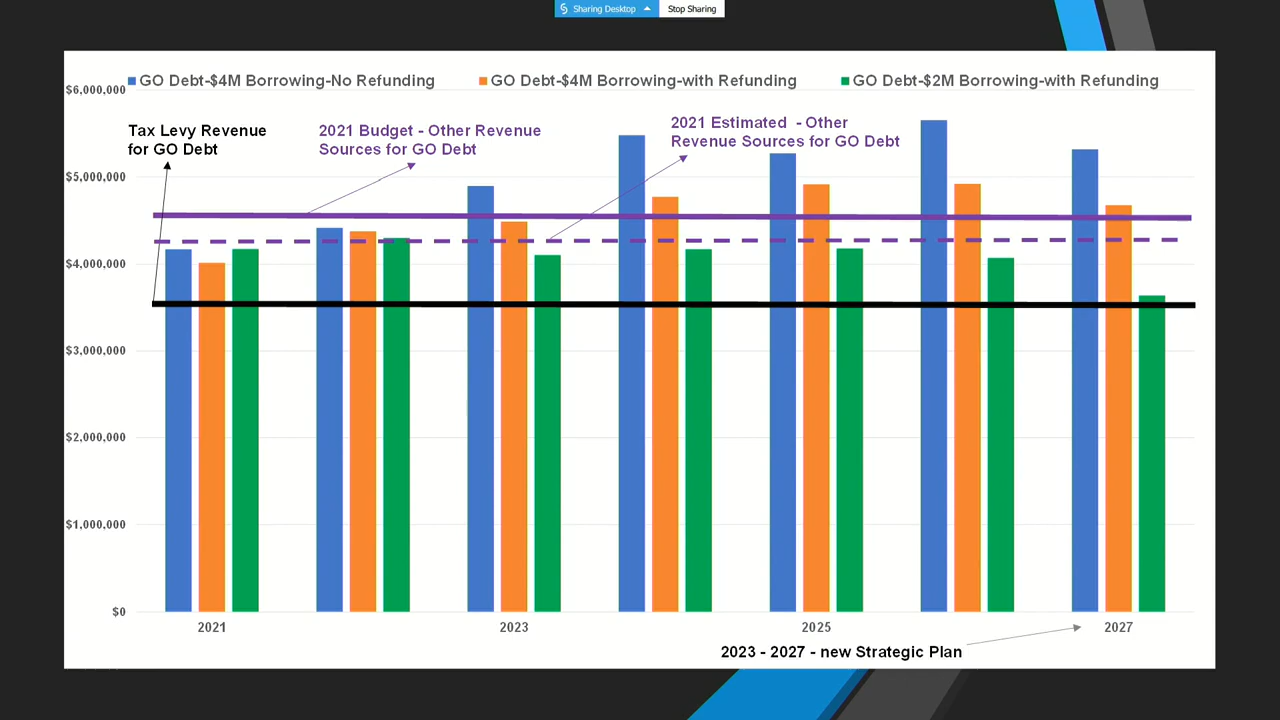 Sharing Desktop Stop Sharing
GO Debt-$4M Borrowing-No Refunding GO Debt-$4M Borrowing-with Refunding GO Debt-$2M Borrowing-with Refunding
$6,000,000
Tax Levy Revenue
for GO Debt
2021 Budget - Other Revenue
Sources for GO Debt
2021 Estimated - Other
Revenue Sources for GO Debt
$5,000,000
$4,000,000
$3,000,000
$2,000,000
$1,000,000
$0
2021 2023 2025 2027
2023 - 2027 - new Strategic Plan